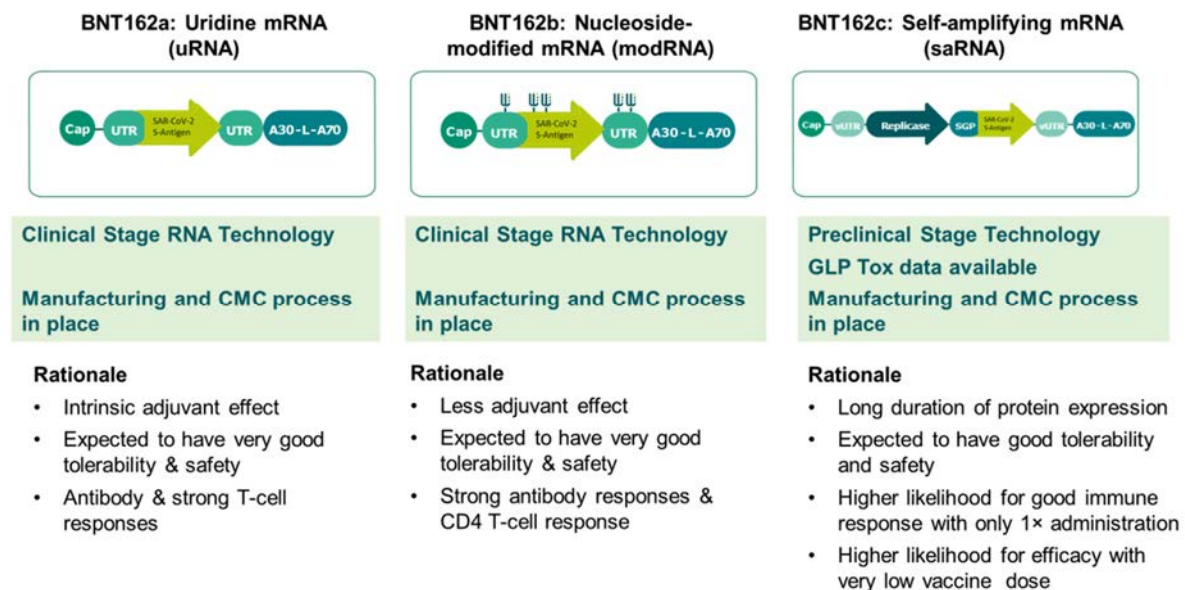 BNT162a: Uridine mRNA
(uRNA)
Cap
UTR
SAR-CoV-2
S-Antigen
UTR
A30-L-A70
Clinical Stage RNA Technology
Manufacturing and CMC process
in place
Rationale
• Intrinsic adjuvant effect
• Expected to have very good
tolerability & safety
• Antibody & strong T-cell
responses
BNT162b: Nucleoside-
modified mRNA (modRNA)
Cap
UTR
SAR-CoV-2
S-Antigen
UTR
A30-L-A70
Clinical Stage RNA Technology
Manufacturing and CMC process
in place
Rationale
• Less adjuvant effect
• Expected to have very good
tolerability & safety
• Strong antibody responses &
CD4 T-cell response
BNT162c: Self-amplifying mRNA
(saRNA)
Cap
vUTR
Replicase
SGP
SAR-CoV-2
S-Antigen
vUTR
A30-L-A70
Preclinical Stage Technology
GLP Tox data available
Manufacturing and CMC process
in place
Rationale
• Long duration of protein expression
• Expected to have good tolerability
and safety
• Higher likelihood for good immune
response with only 1× administration
• Higher likelihood for efficacy with
very low vaccine dose